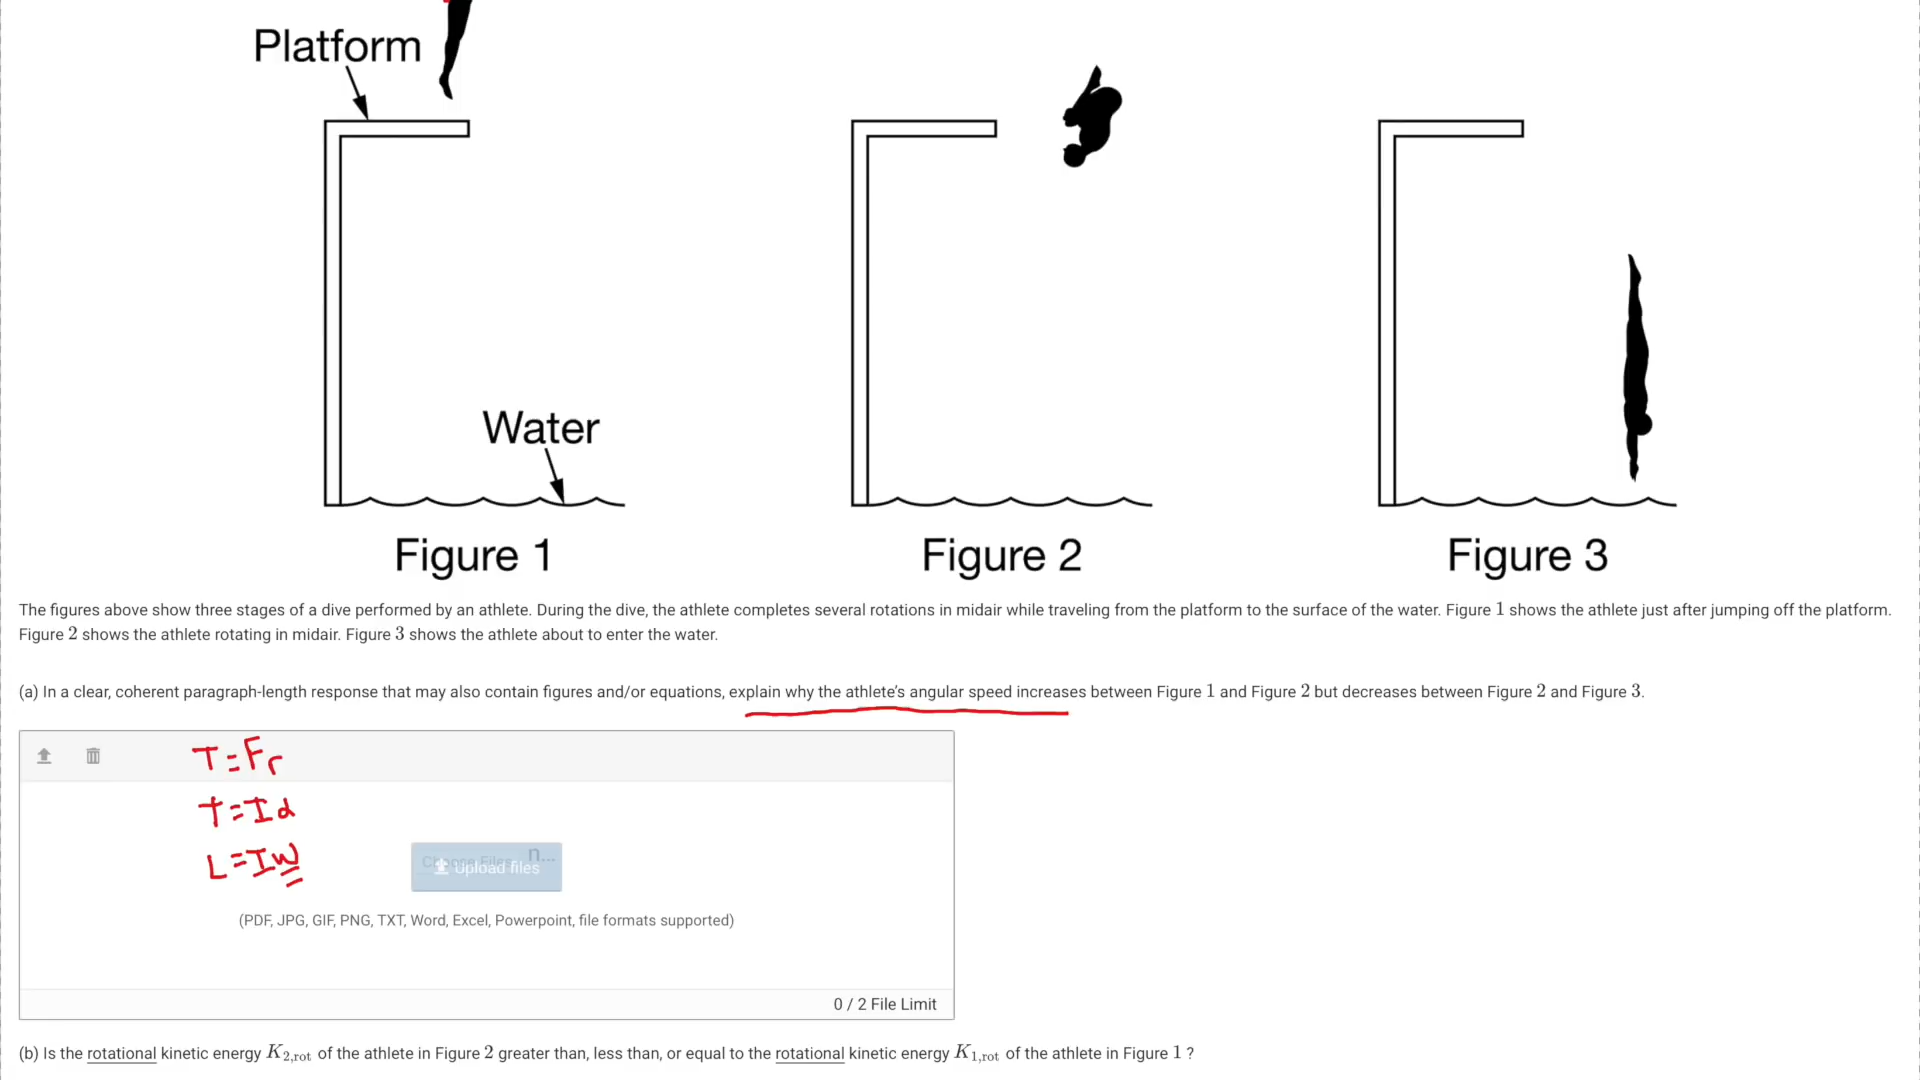 Platform
Water
Figure 1
Figure 2
Figure 3
The figures above show three stages of a dive performed by an athlete. During the dive, the athlete completes several rotations in midair while traveling from the platform to the surface of the water. Figure 1 shows the athlete just after jumping off the platform.
Figure 2 shows the athlete rotating in midair. Figure 3 shows the athlete about to enter the water.
(a) In a clear, coherent paragraph-length response that may also contain figures and/or equations, explain why the athlete's angular speed increases between Figure 1 and Figure 2 but decreases between Figure 2 and Figure 3.
T=Fr
T=Iα
L=Iω
Upload files
(PDF, JPG, GIF, PNG, TXT, Word, Excel, Powerpoint, file formats supported)
0 / 2 File Limit
(b) Is the rotational kinetic energy K2,rot of the athlete in Figure 2 greater than, less than, or equal to the rotational kinetic energy K1,rot of the athlete in Figure 1 ?